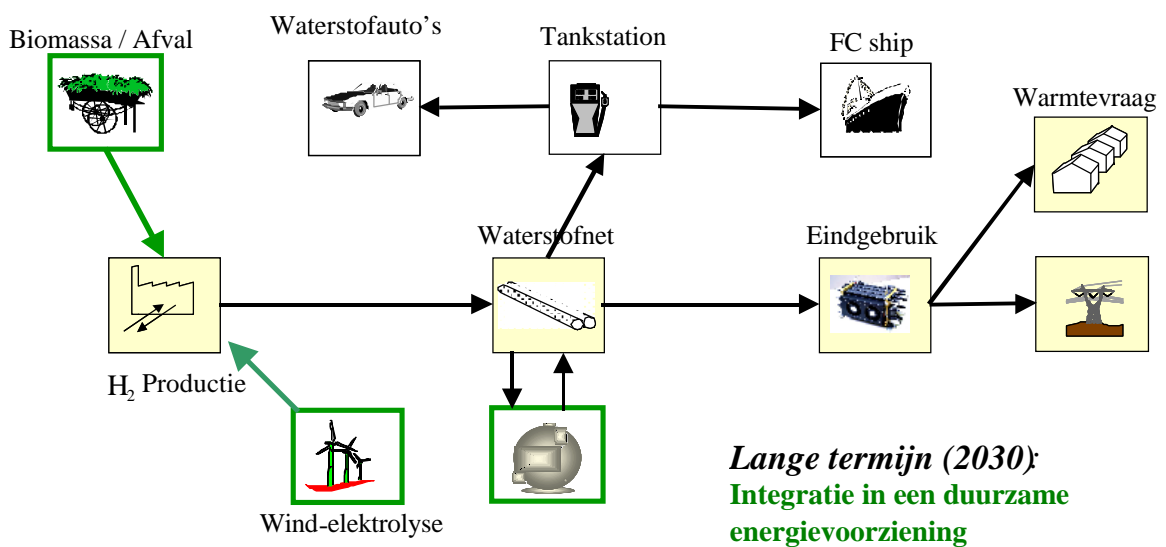 Biomassa / Afval
Waterstofauto’s
Tankstation
FC ship
Warmtevraag
Waterstofnet
Eindgebruik
H₂ Productie
Wind-elektrolyse
Lange termijn (2030):
Integratie in een duurzame
energievoorziening